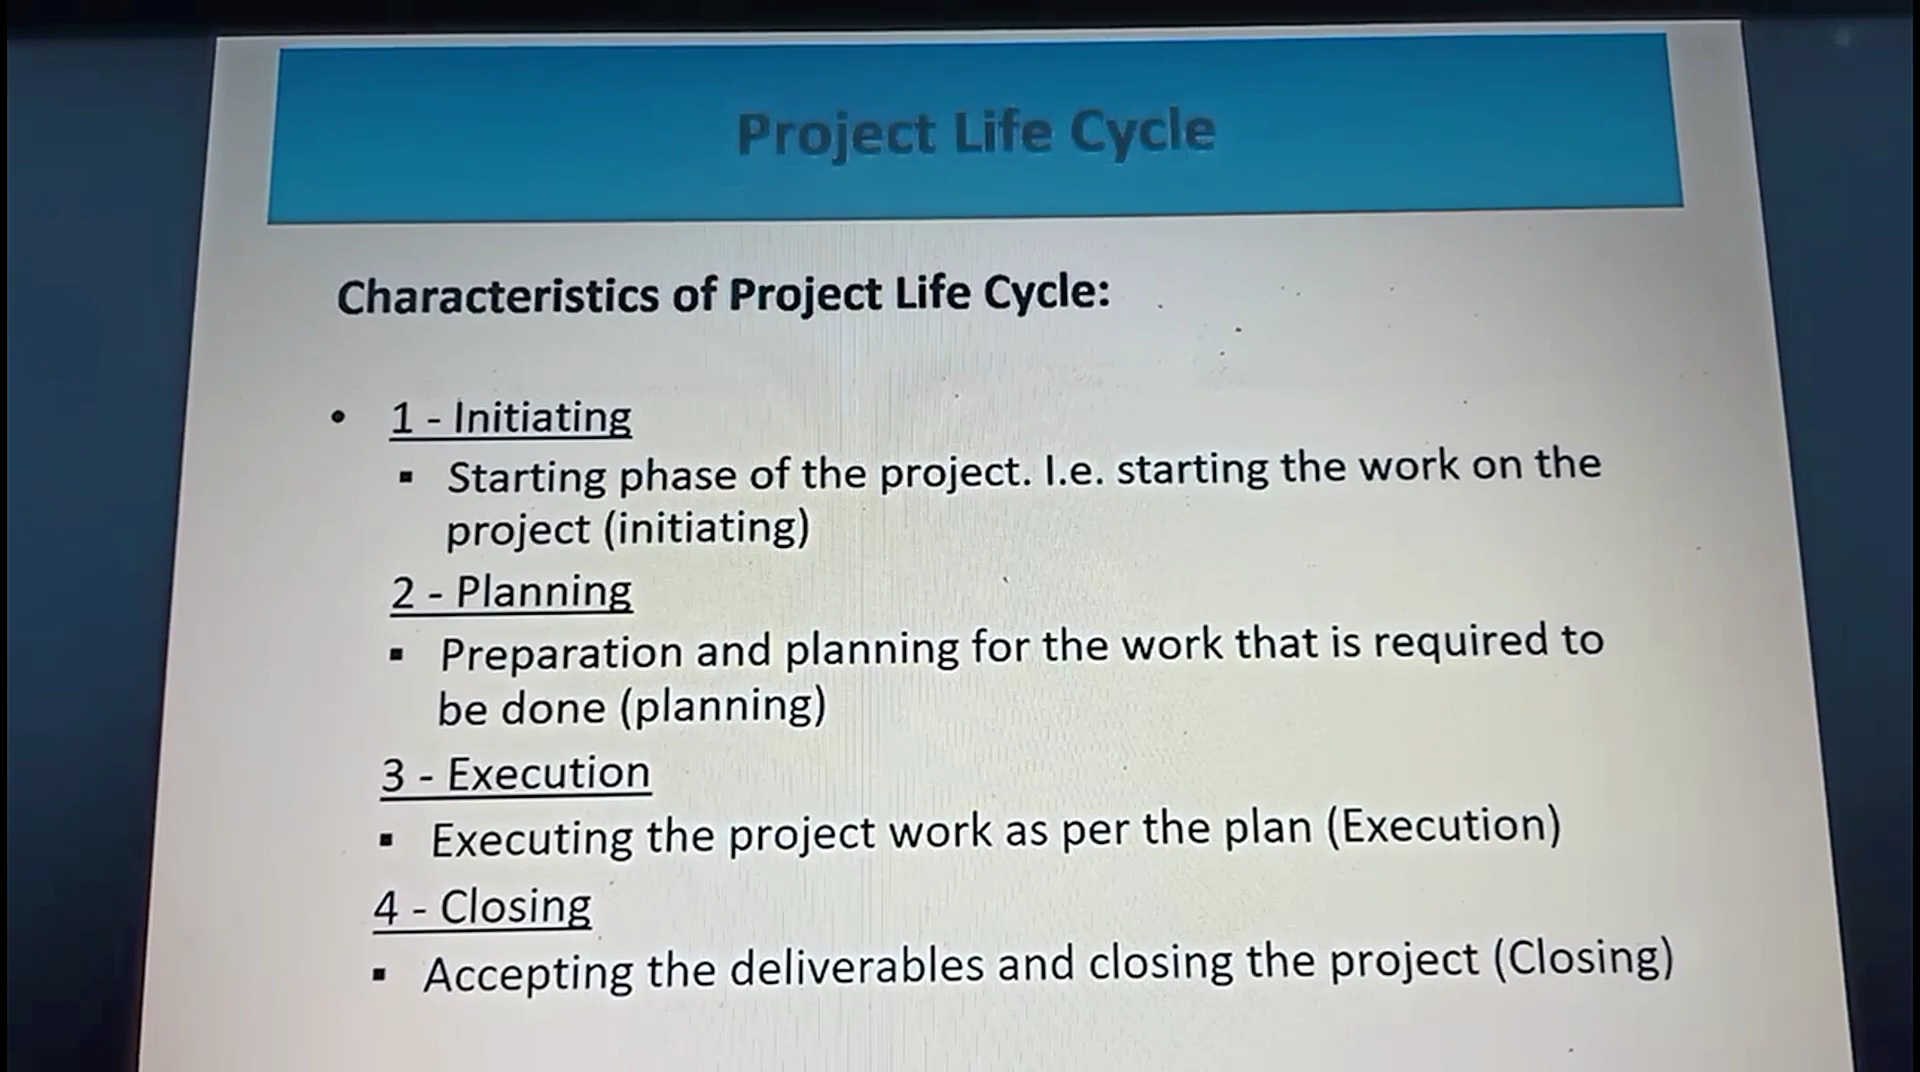 Project Life Cycle
Characteristics of Project Life Cycle:
• 1 - Initiating
▪ Starting phase of the project. I.e. starting the work on the
project (initiating)
2 - Planning
▪ Preparation and planning for the work that is required to
be done (planning)
3 - Execution
▪ Executing the project work as per the plan (Execution)
4 - Closing
▪ Accepting the deliverables and closing the project (Closing)